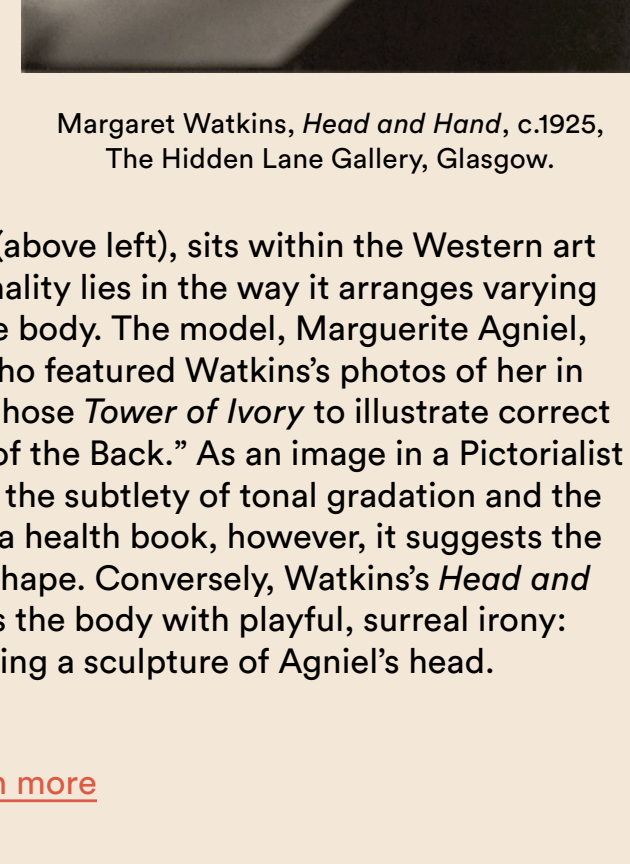 Margaret Watkins, Head and Hand, c.1925,
The Hidden Lane Gallery, Glasgow.
(above left), sits within the Western art
ality lies in the way it arranges varying
e body. The model, Marguerite Agniel,
ho featured Watkins’s photos of her in
hose Tower of Ivory to illustrate correct
of the Back.” As an image in a Pictorialist
the subtlety of tonal gradation and the
a health book, however, it suggests the
hape. Conversely, Watkins’s Head and
s the body with playful, surreal irony:
ing a sculpture of Agniel’s head.
n more